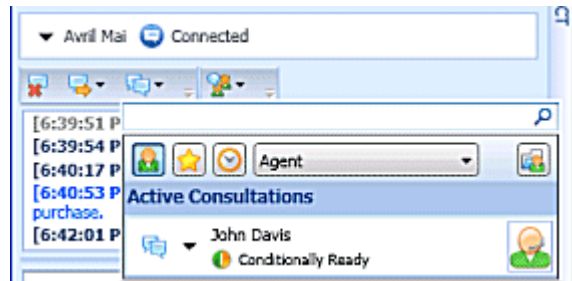 Avril Mai Connected
[6:39:51 P
[6:39:54 P
Agent
[6:40:17 P
[6:40:53 P
Active Consultations
purchase.
[6:42:01 P
John Davis
Conditionally Ready